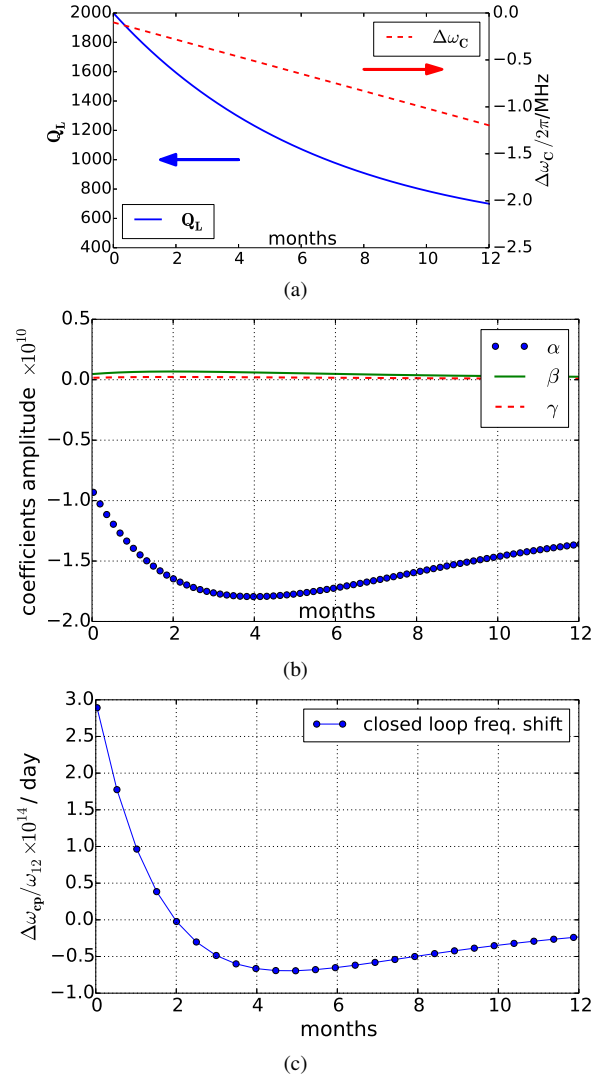 2000 0.0
1800
1600 −0.5
1400
1200 −1.0
1000 −1.5
800 −2.0
600
400 −2.5
0 2 4 6 8 10 12
Q_L
months
Δω_C/2π/MHz
Δω_C
Q_L
(a)
0.5
0.0
−0.5
−1.0
−1.5
−2.0
0 2 4 6 8 10 12
coefficients amplitude ×10^10
months
α
β
γ
(b)
3.0
2.5
2.0
1.5
1.0
0.5
0.0
−0.5
−1.0
0 2 4 6 8 10 12
Δω_cp/ω_12 ×10^14 / day
closed loop freq. shift
months
(c)